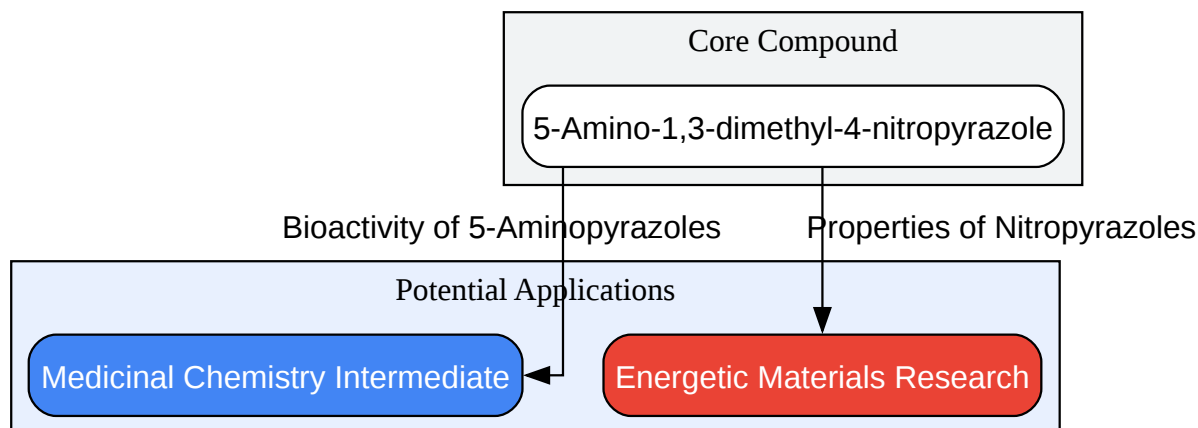 Core Compound
5-Amino-1,3-dimethyl-4-nitropyrazole
Bioactivity of 5-Aminopyrazoles
Properties of Nitropyrazoles
Potential Applications
Medicinal Chemistry Intermediate
Energetic Materials Research